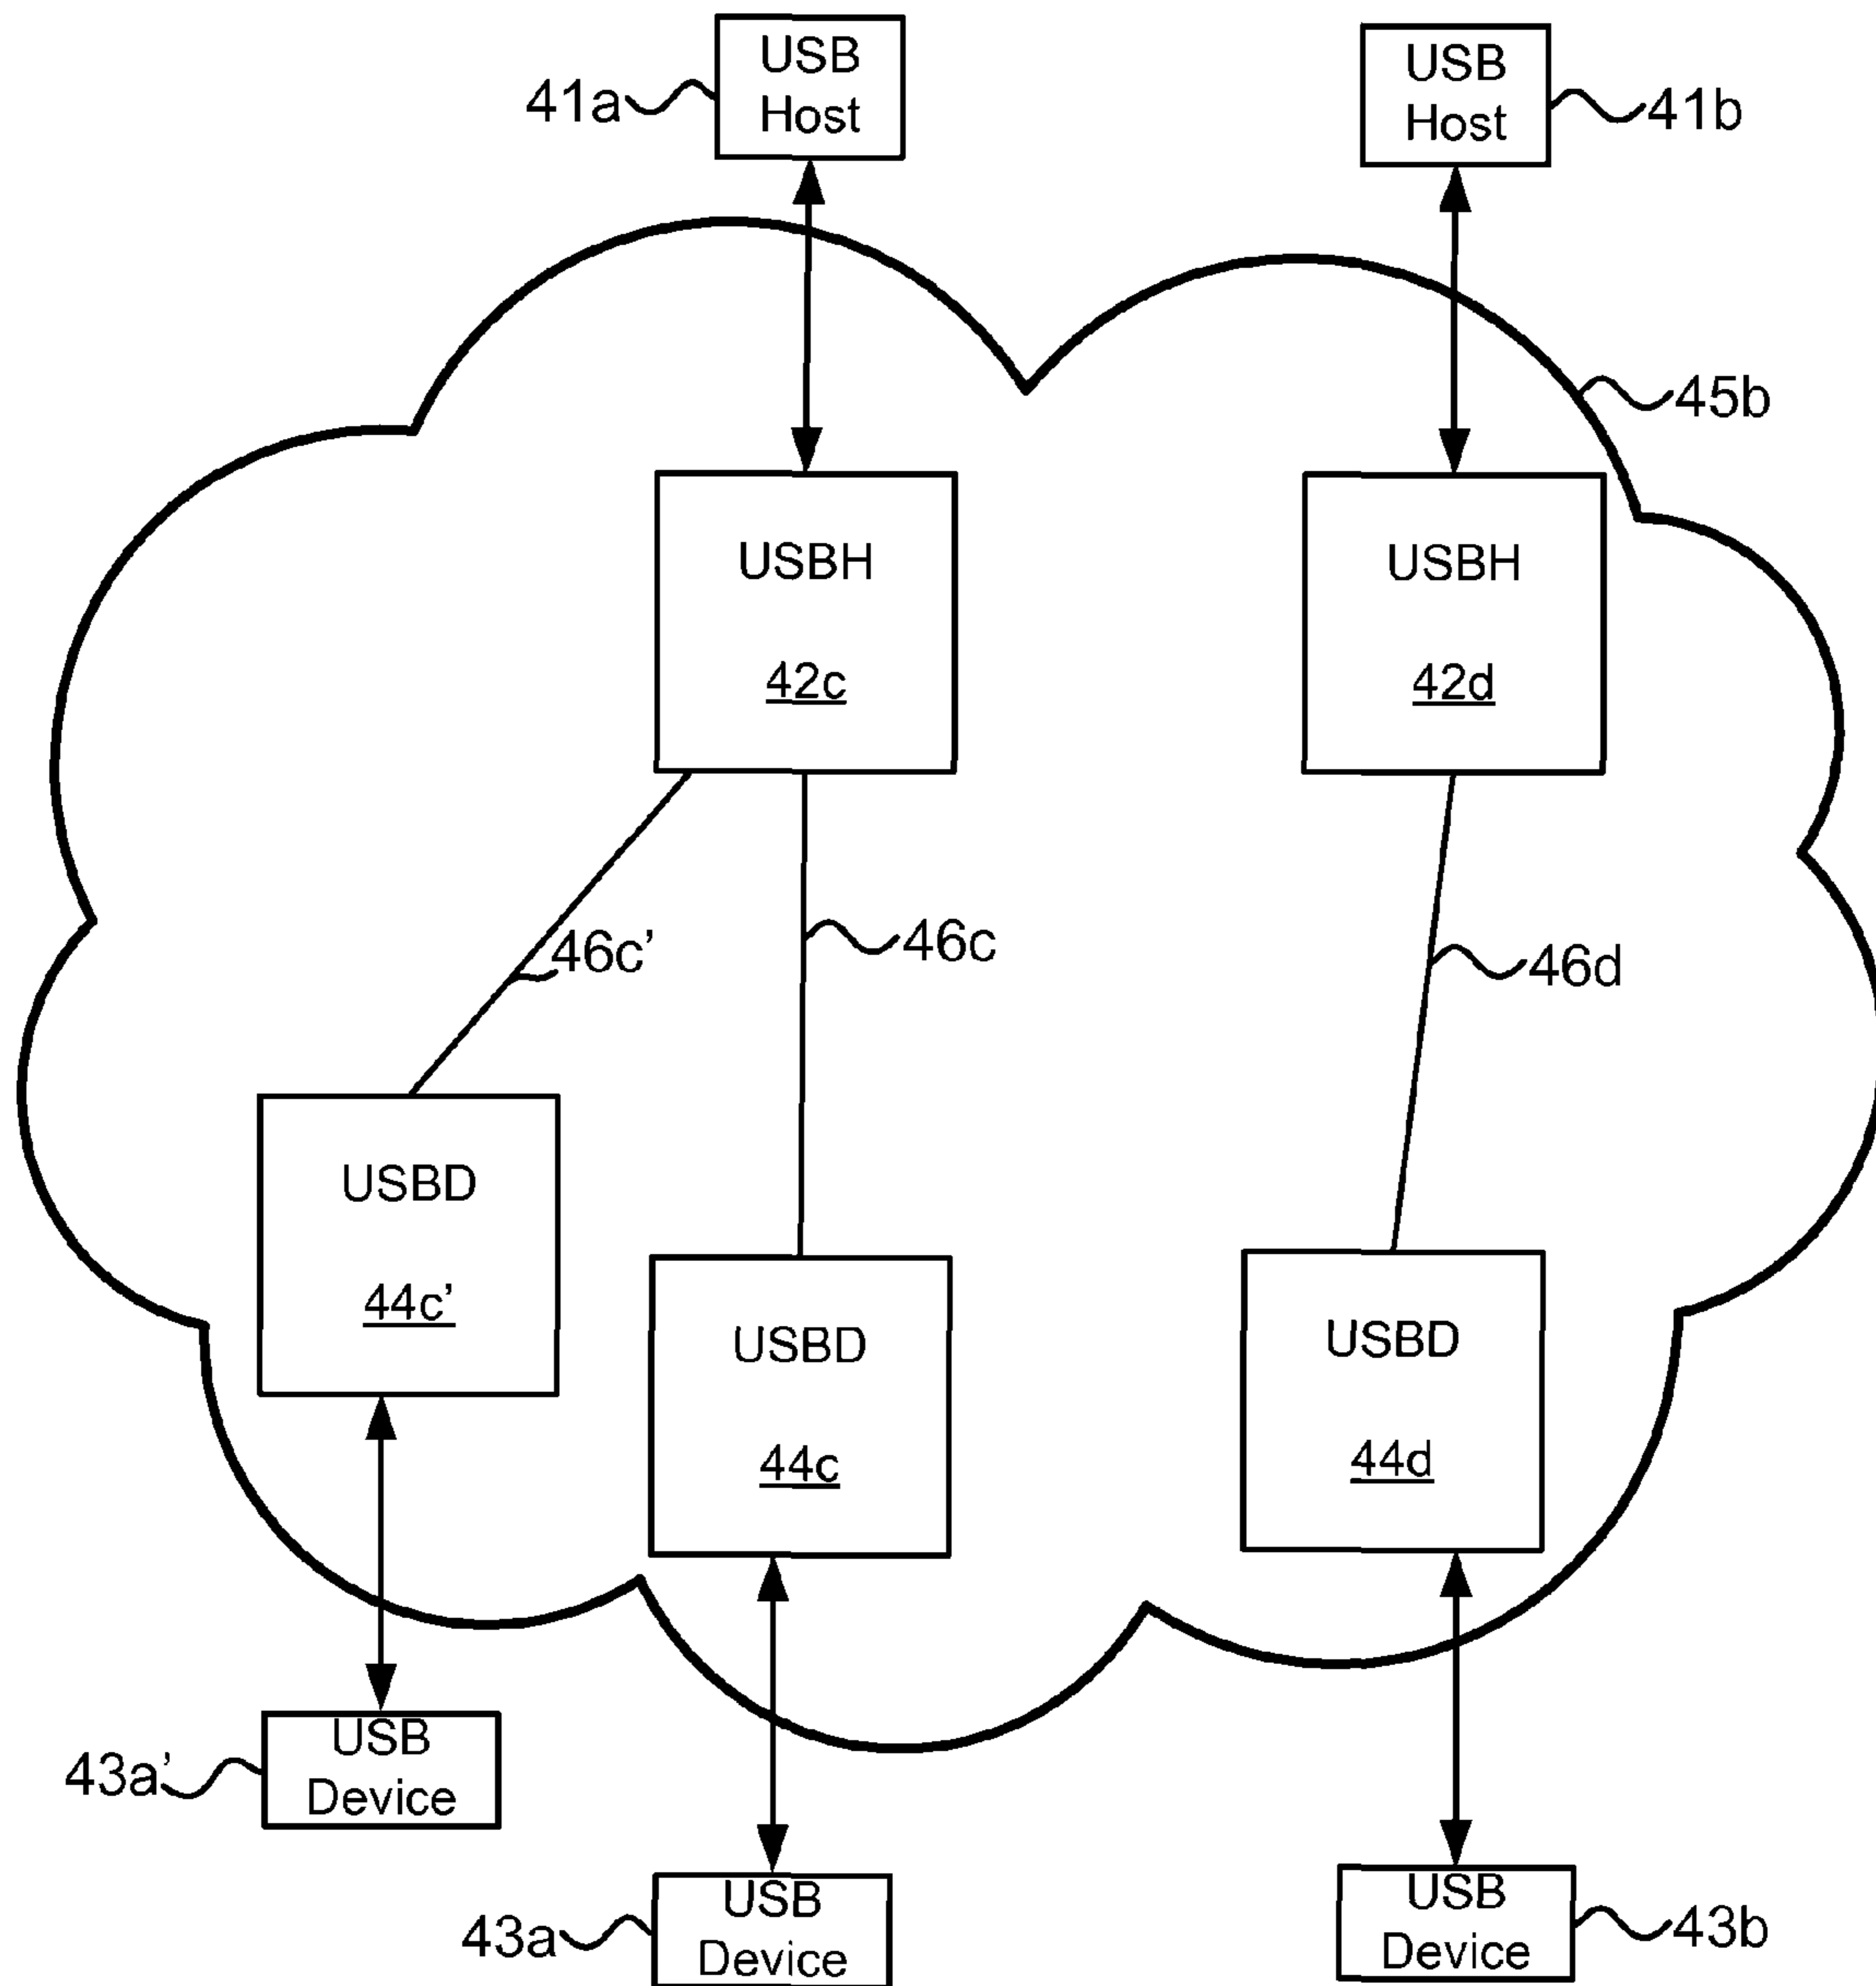 USB
Host
41a
USB
Host
41b
45b
USBH
42c
USBH
42d
46c'
46c
46d
USBD
44c'
USBD
44c
USBD
44d
USB
Device
43a'
USB
Device
43a
USB
Device
43b